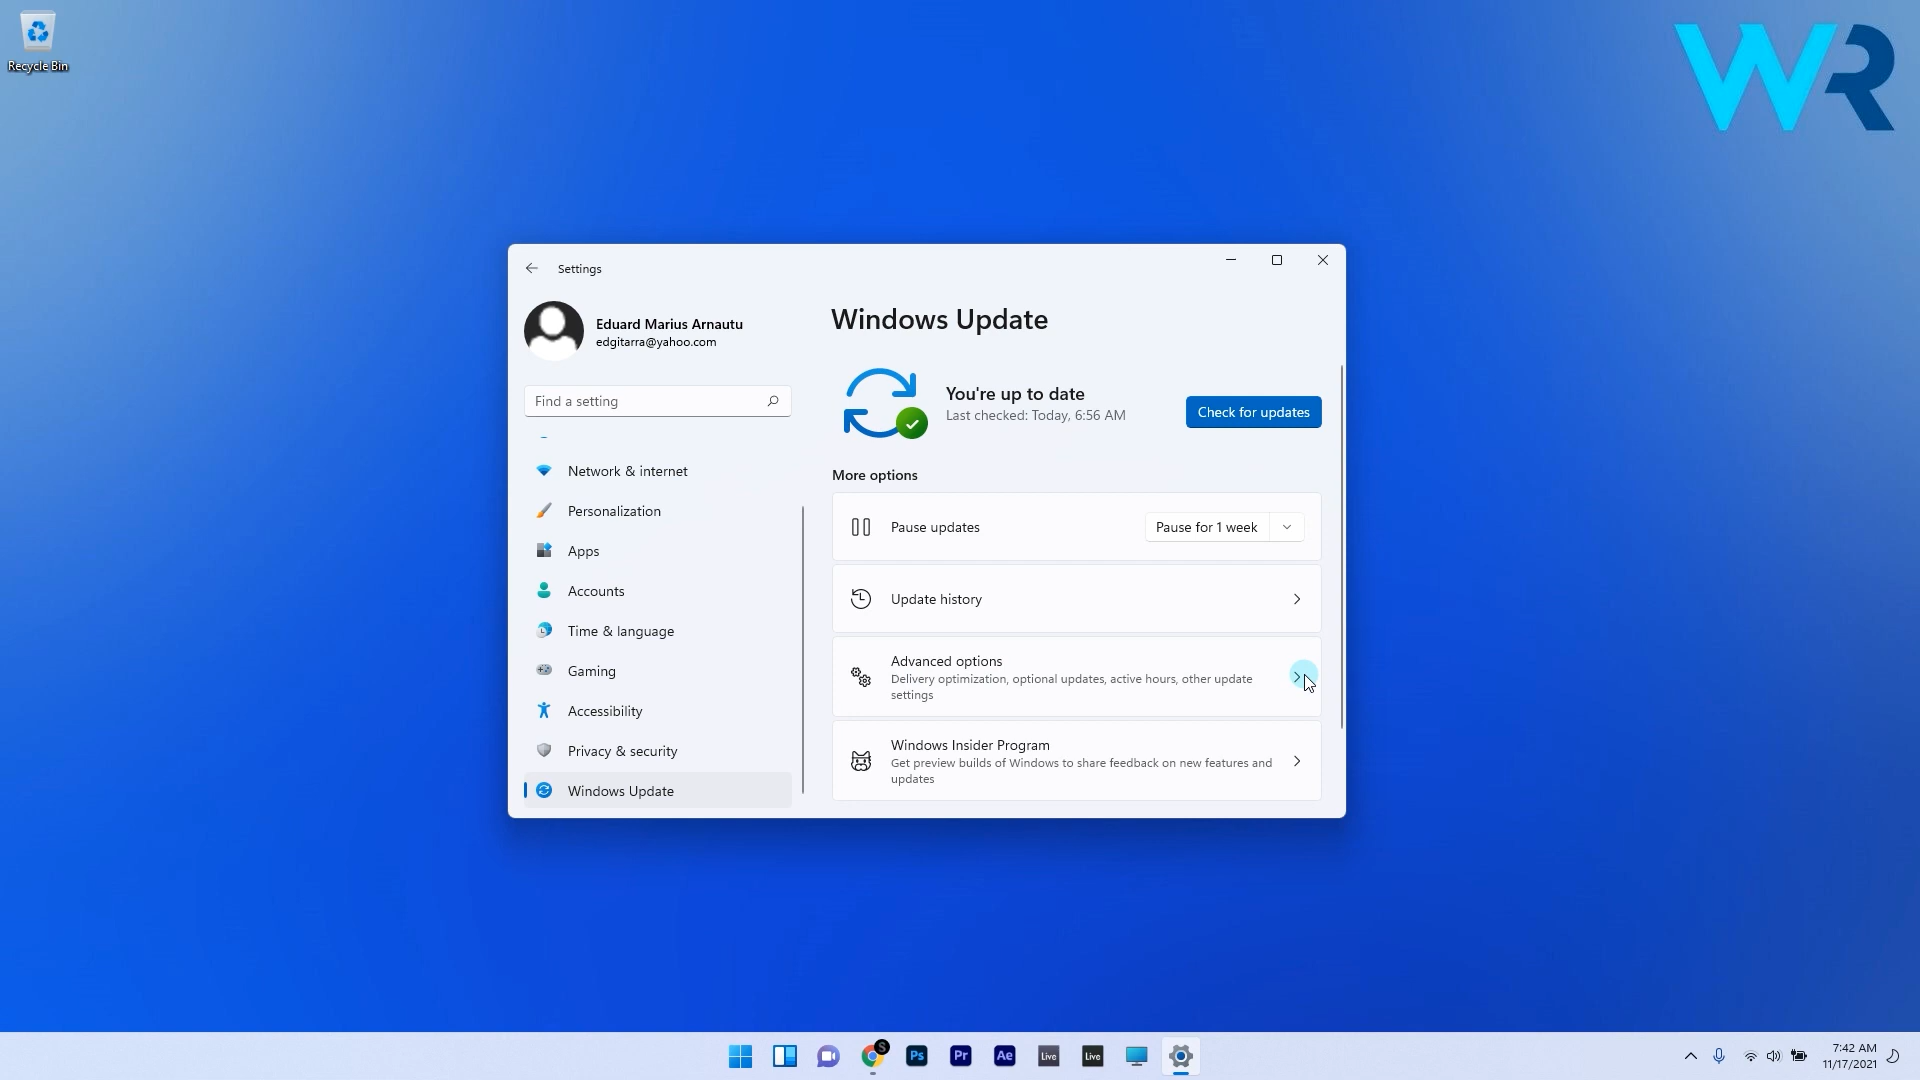 Recycle Bin
WR
Settings
Eduard Marius Arnautu
edgitarra@yahoo.com
Find a setting
Network & internet
Personalization
Apps
Accounts
Time & language
Gaming
Accessibility
Privacy & security
Windows Update
Windows Update
You're up to date
Last checked: Today, 6:56 AM
Check for updates
More options
Pause updates
Pause for 1 week
Update history
Advanced options
Delivery optimization, optional updates, active hours, other update
settings
Windows Insider Program
Get preview builds of Windows to share feedback on new features and
updates
S
Ps
Pr
Ae
Live
Live
7:42 AM
11/17/2021